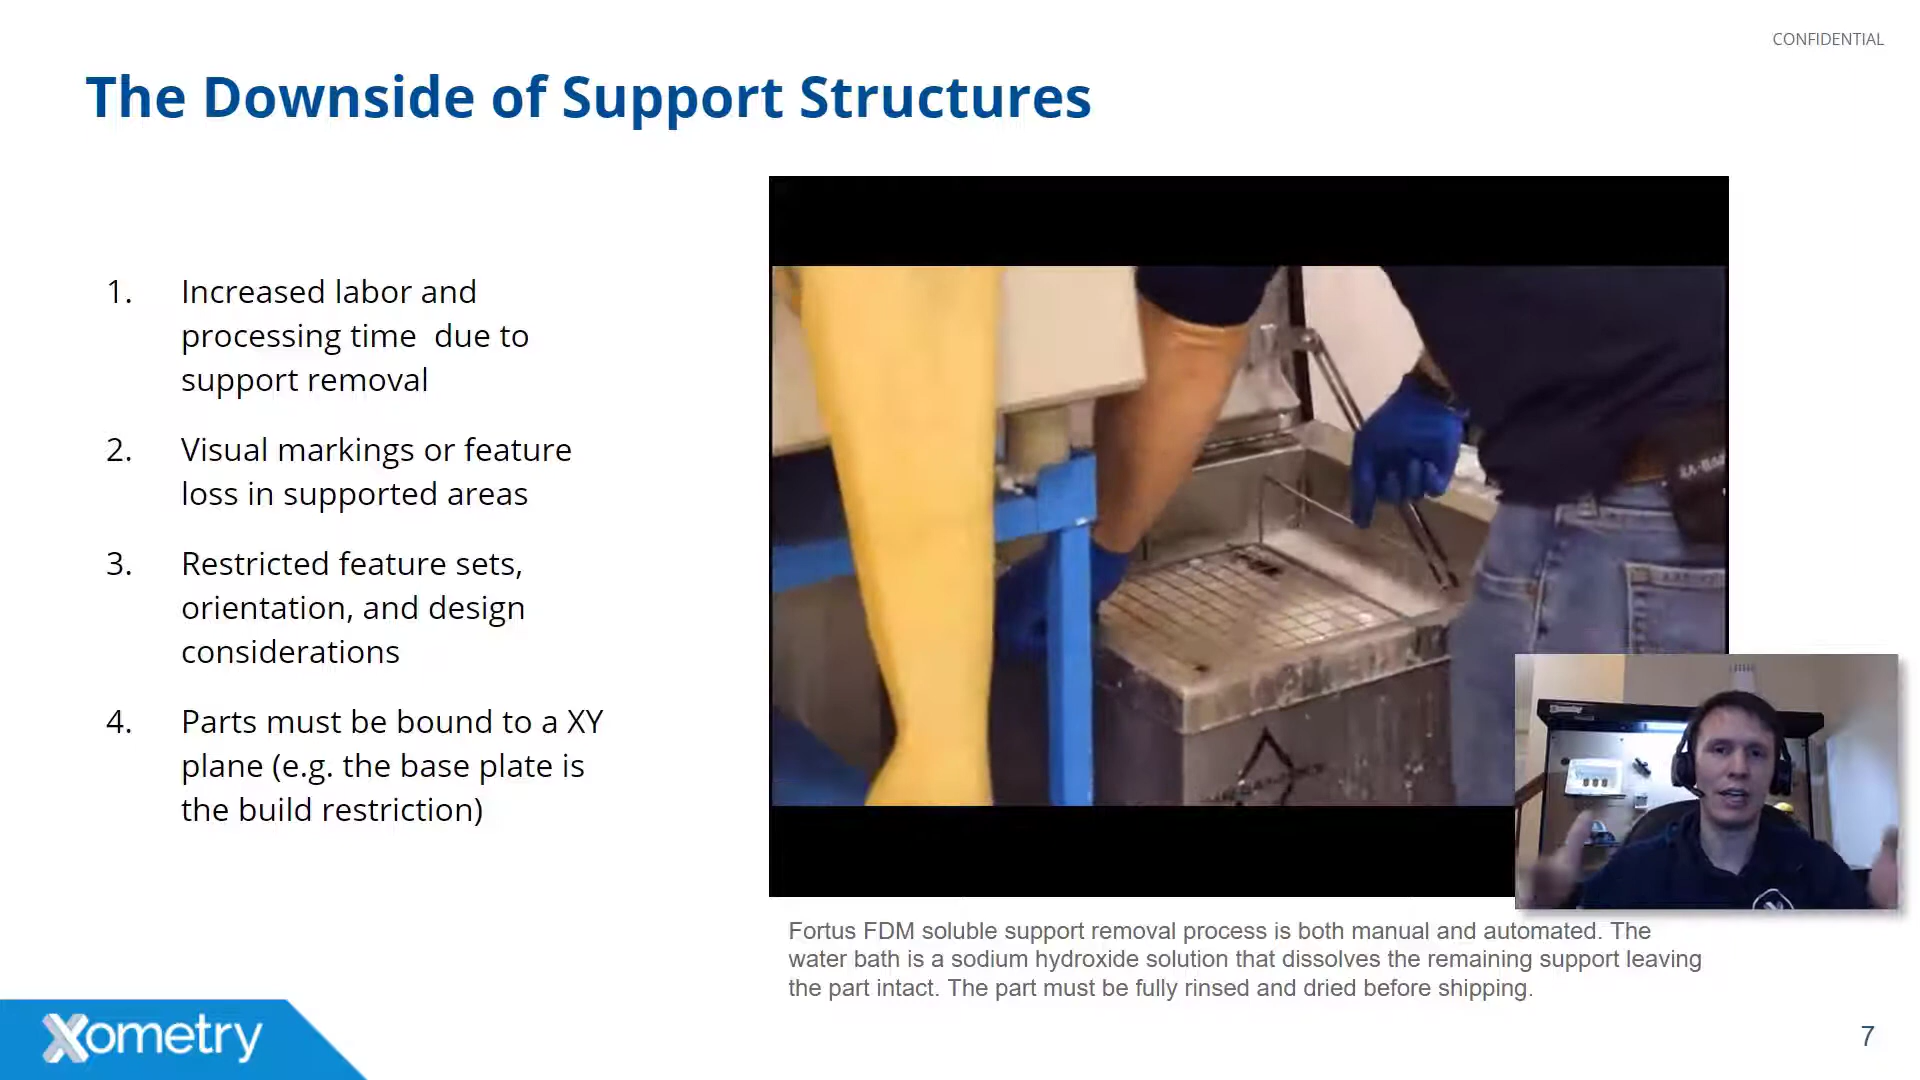 CONFIDENTIAL
The Downside of Support Structures
1. Increased labor and
processing time  due to
support removal
2. Visual markings or feature
loss in supported areas
3. Restricted feature sets,
orientation, and design
considerations
4. Parts must be bound to a XY
plane (e.g. the base plate is
the build restriction)
Fortus FDM soluble support removal process is both manual and automated. The
water bath is a sodium hydroxide solution that dissolves the remaining support leaving
the part intact. The part must be fully rinsed and dried before shipping.
Xometry
7